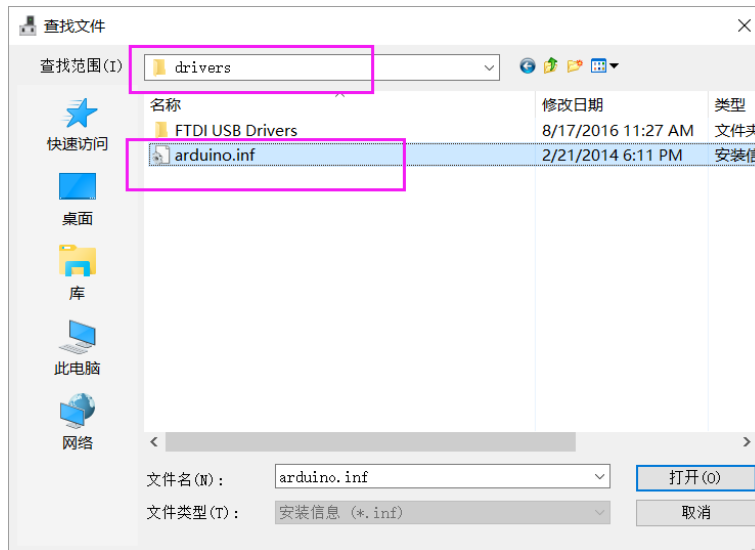 查找文件
查找范围(I)
drivers
名称
修改日期
类型
FTDI USB Drivers
8/17/2016 11:27 AM
文件夹
arduino.inf
2/21/2014 6:11 PM
安装信
快速访问
桌面
库
此电脑
网络
文件名(N):
arduino.inf
打开(O)
文件类型(T):
安装信息 (*.inf)
取消